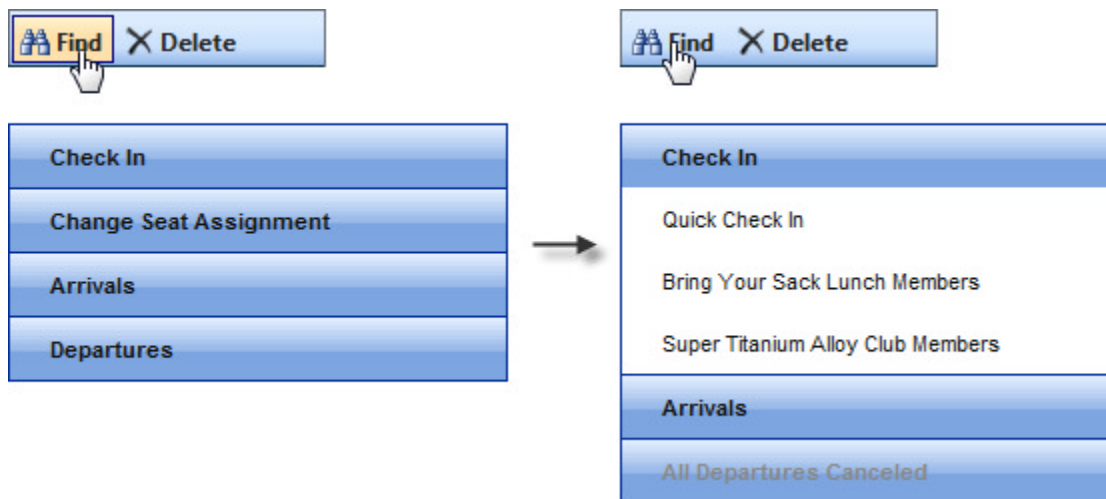 Find Delete
Check In
Change Seat Assignment
Arrivals
Departures
Find Delete
Check In
Quick Check In
Bring Your Sack Lunch Members
Super Titanium Alloy Club Members
Arrivals
All Departures Canceled